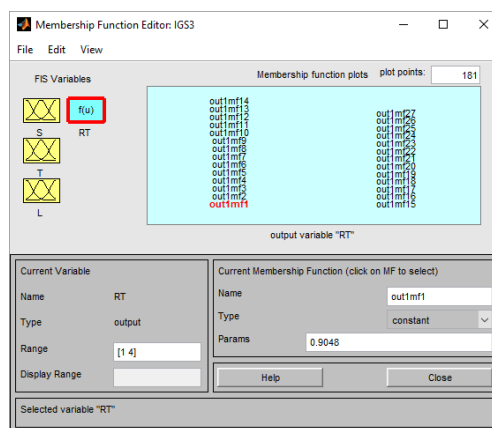 Membership Function Editor: IGS3
File Edit View
FIS Variables
Membership function plots plot points: 181
f(u)
S RT
T
L
out1mf14
out1mf13
out1mf12
out1mf11
out1mf10
out1mf9
out1mf8
out1mf7
out1mf6
out1mf5
out1mf4
out1mf3
out1mf2
out1mf1
out1mf27
out1mf26
out1mf25
out1mf24
out1mf23
out1mf22
out1mf21
out1mf20
out1mf19
out1mf18
out1mf17
out1mf16
out1mf15
output variable "RT"
Current Variable
Name RT
Type output
Range [1 4]
Display Range
Current Membership Function (click on MF to select)
Name out1mf1
Type constant
Params 0.9048
Help Close
Selected variable "RT"